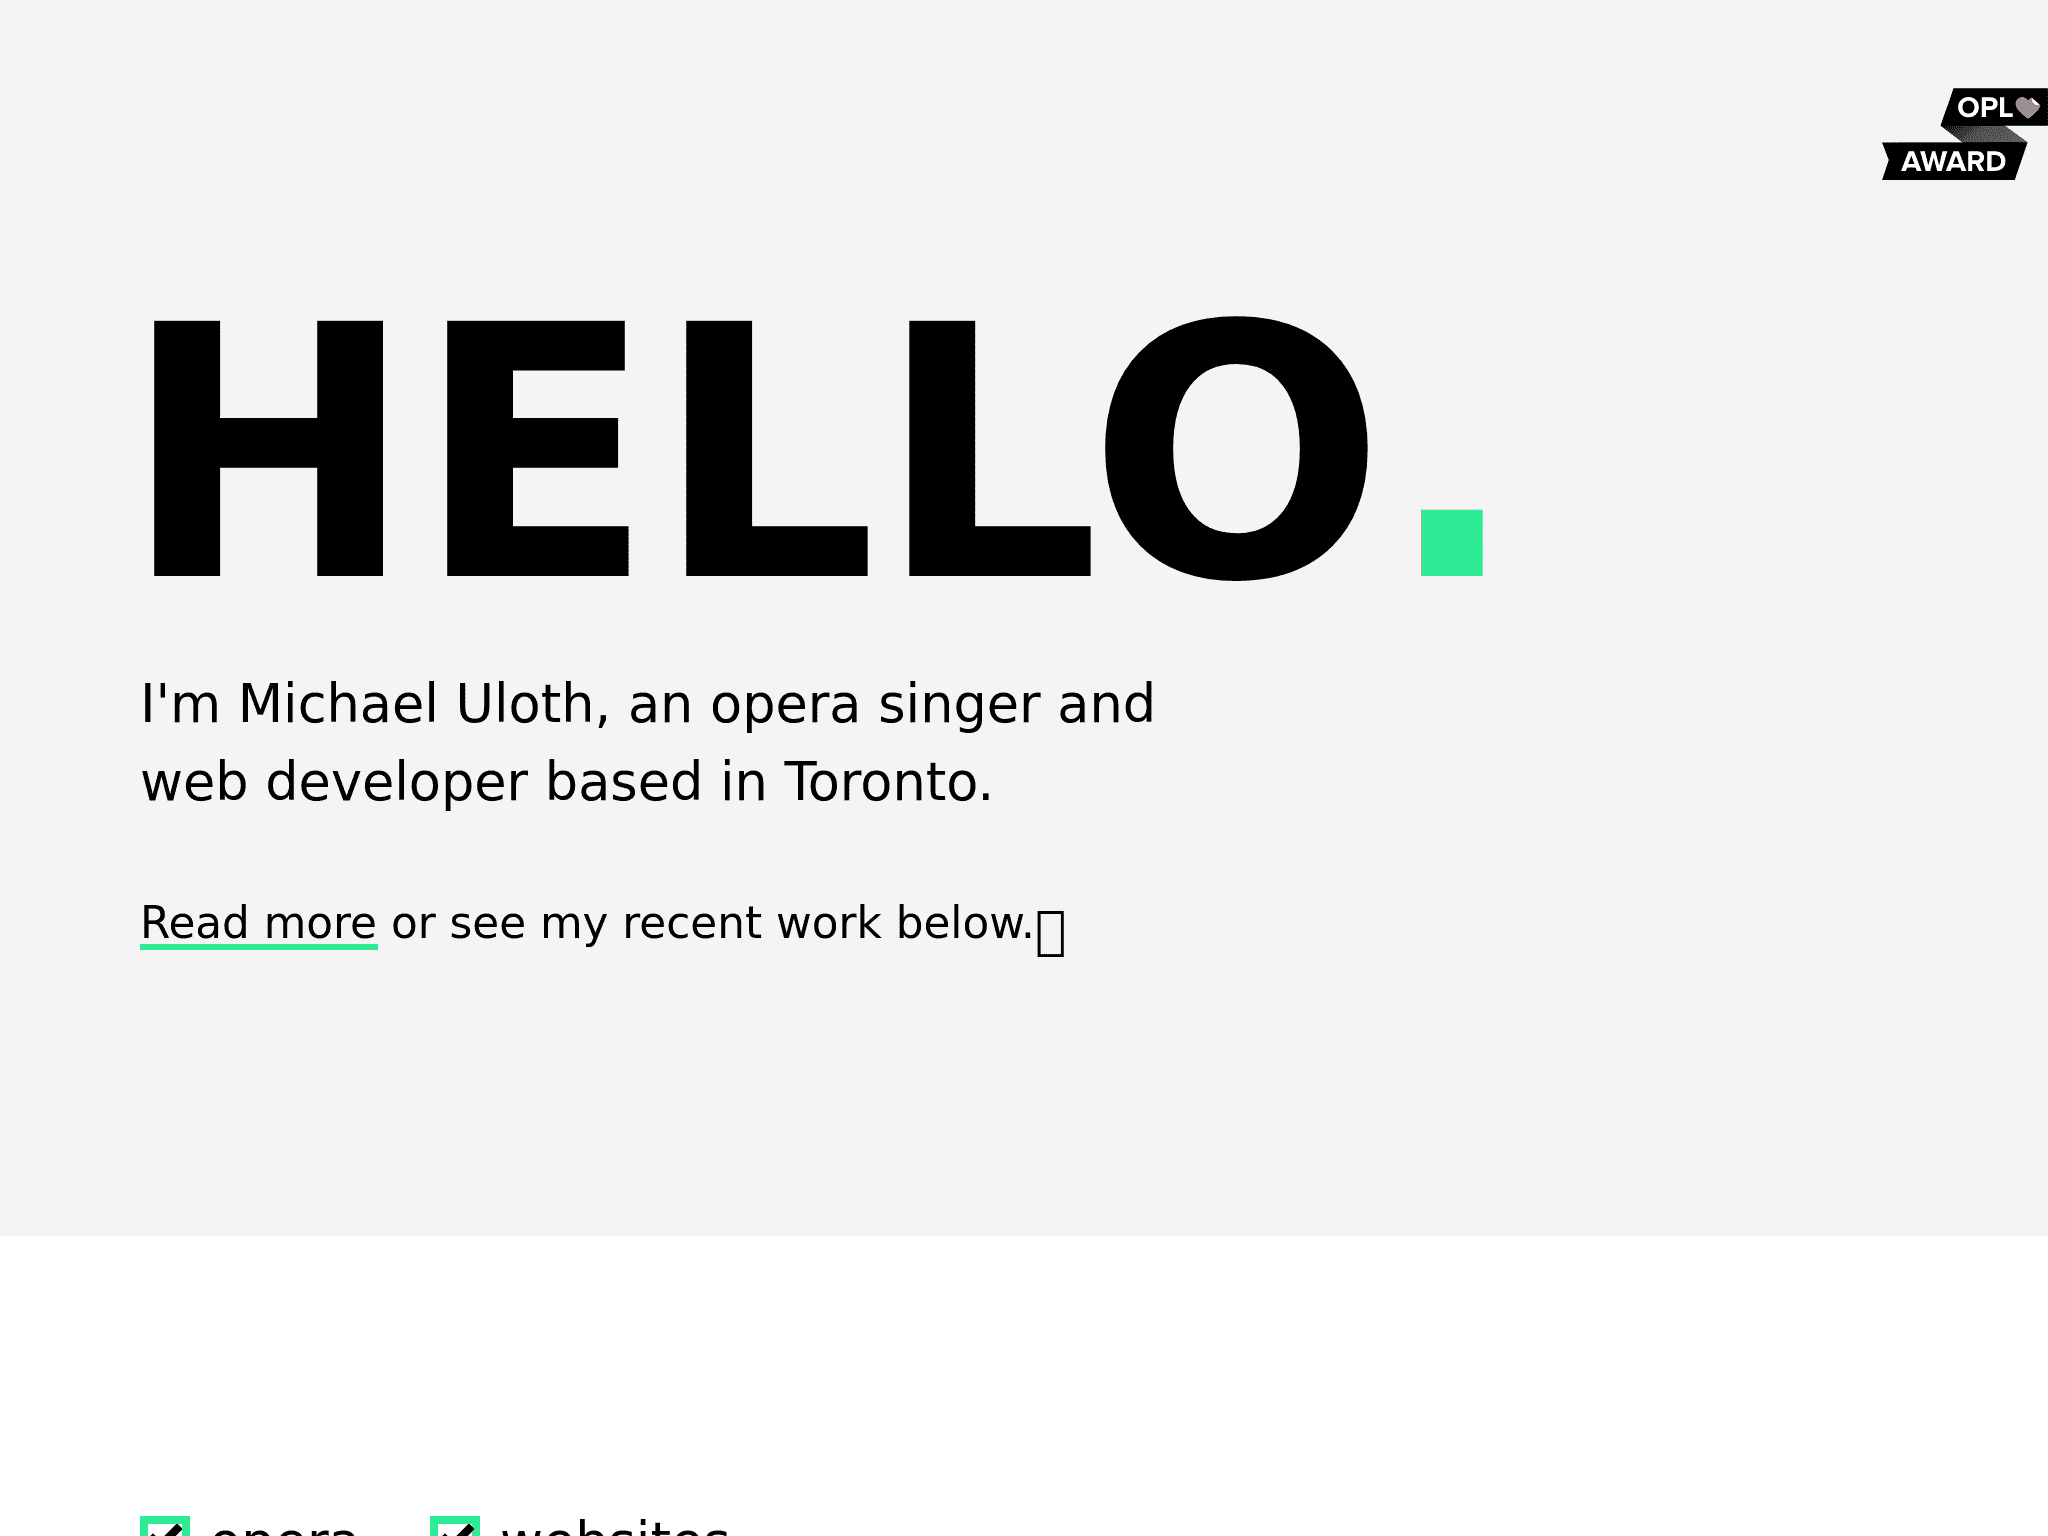 OPL
AWARD
HELLO.
I'm Michael Uloth, an opera singer and
web developer based in Toronto.
Read more or see my recent work below.
opera websites